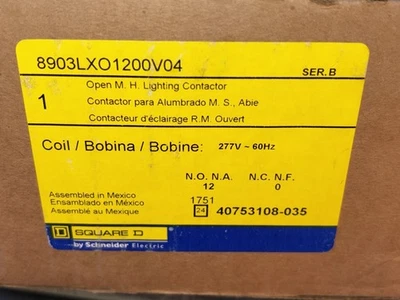 8903LXO1200V04
SER.B
1
Open M. H. Lighting Contactor
Contactor para Alumbrado M. S., Abie
Contacteur d'éclairage R.M. Ouvert
Coil / Bobina / Bobine: 277V ~ 60Hz
N.O. N.A. N.C. N.F.
12 0
Assembled in Mexico
Ensamblado en México
Assemblé au Mexique
1751
24 40753108-035
D SQUARE D
by Schneider Electric